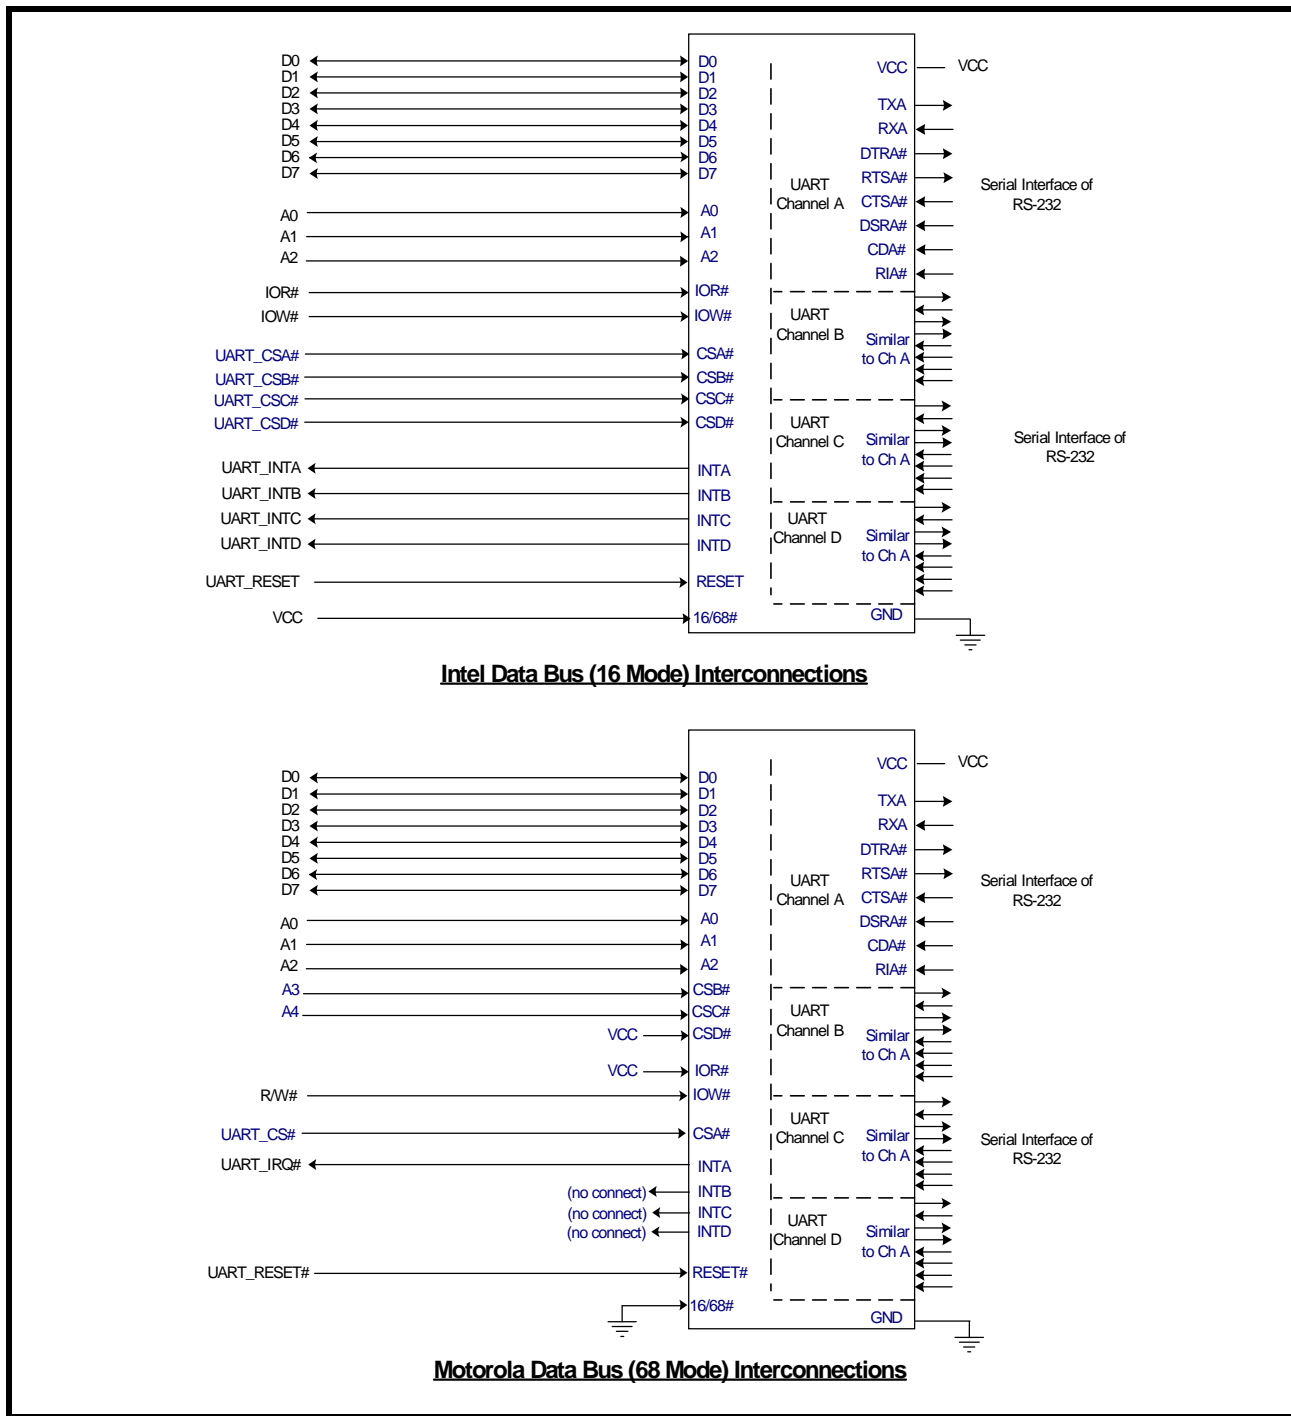 D0 D0 VCC VCC
D1 D1
D2 D2
D3 D3 TXA
D4 D4 RXA
D5 D5
D6 D6 DTRA#
D7 D7 RTSA#
UART
Channel A
Serial Interface of
RS-232
CTSA#
A0 A0
DSRA#
A1 A1
A2 A2 CDA#
RIA#
IOR# IOR#
IOW# IOW#
UART
Channel B
Similar
to Ch A
UART_CSA# CSA#
UART_CSB# CSB#
UART_CSC# CSC#
UART_CSD# CSD#
UART
Channel C
Similar
to Ch A
Serial Interface of
RS-232
UART_INTA INTA
UART_INTB INTB
UART_INTC INTC
UART_INTD INTD
UART
Channel D
Similar
to Ch A
UART_RESET RESET
VCC 16/68# GND
Intel Data Bus (16 Mode) Interconnections
D0 D0 VCC VCC
D1 D1
D2 D2
D3 D3 TXA
D4 D4 RXA
D5 D5
D6 D6 DTRA#
D7 D7 RTSA#
UART
Channel A
Serial Interface of
RS-232
CTSA#
A0 A0
DSRA#
A1 A1
A2 A2 CDA#
RIA#
A3 CSB#
A4 CSC#
VCC CSD#
UART
Channel B
Similar
to Ch A
VCC IOR#
R/W# IOW#
UART_CS# CSA#
UART
Channel C
Similar
to Ch A
Serial Interface of
RS-232
UART_IRQ# INTA
(no connect) INTB
(no connect) INTC
(no connect) INTD
UART
Channel D
Similar
to Ch A
UART_RESET# RESET#
16/68# GND
Motorola Data Bus (68 Mode) Interconnections